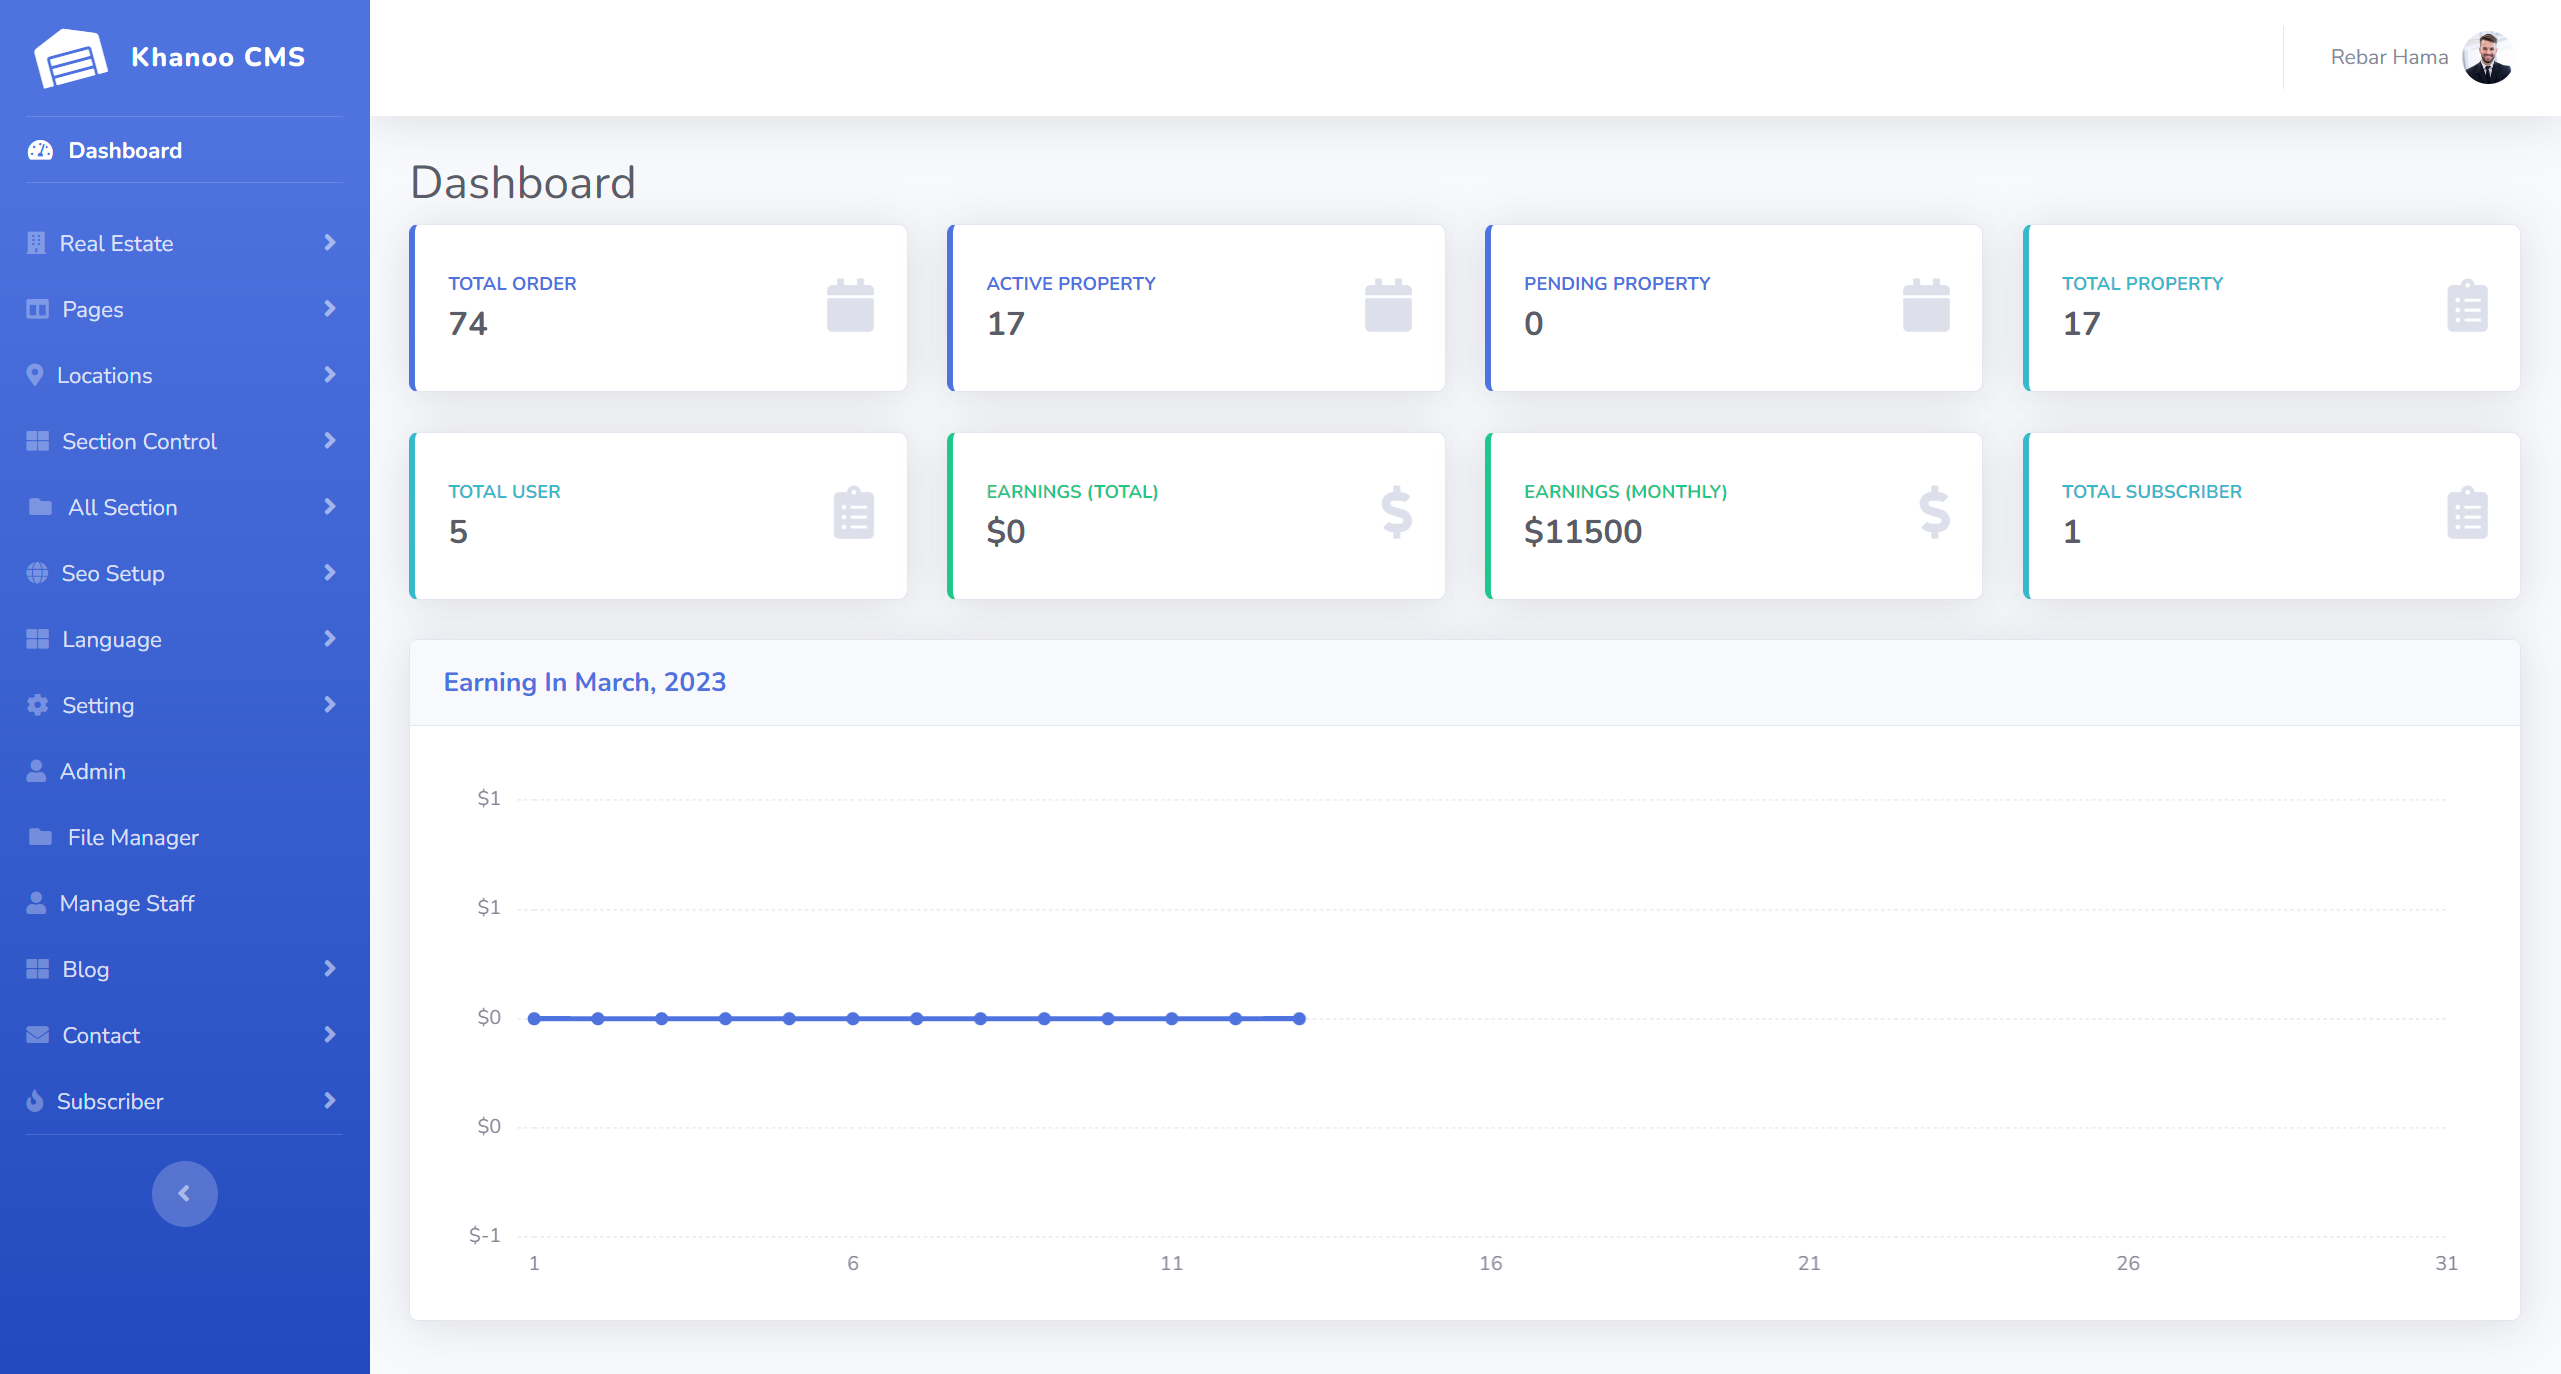 Khanoo CMS
Rebar Hama
Dashboard
Real Estate
Pages
Locations
Section Control
All Section
Seo Setup
Language
Setting
Admin
File Manager
Manage Staff
Blog
Contact
Subscriber
Dashboard
TOTAL ORDER
74
ACTIVE PROPERTY
17
PENDING PROPERTY
0
TOTAL PROPERTY
17
TOTAL USER
5
EARNINGS (TOTAL)
$0
EARNINGS (MONTHLY)
$11500
TOTAL SUBSCRIBER
1
Earning In March, 2023
$1
$1
$0
$0
$-1
1 6 11 16 21 26 31